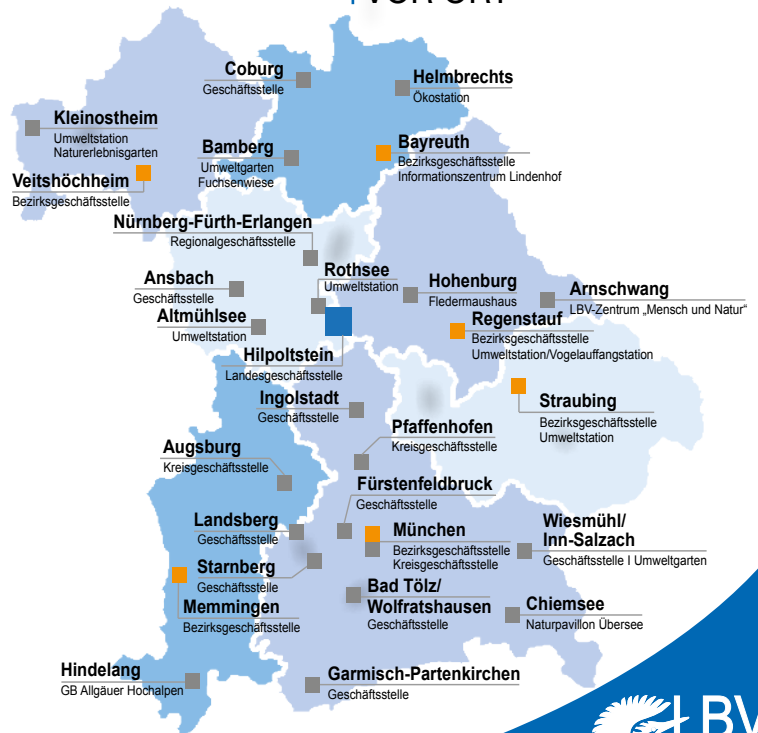 VOR ORT
Coburg
Geschäftsstelle
Helmbrechts
Ökostation
Kleinostheim
Umweltstation
Naturerlebnisgarten
Bamberg
Umweltgarten
Fuchsenwiese
Bayreuth
Bezirksgeschäftsstelle
Informationszentrum Lindenhof
Veitshöchheim
Bezirksgeschäftsstelle
Nürnberg-Fürth-Erlangen
Regionalgeschäftsstelle
Ansbach
Geschäftsstelle
Rothsee
Umweltstation
Hohenburg
Fledermaushaus
Arnschwang
LBV-Zentrum „Mensch und Natur“
Altmühlsee
Umweltstation
Regenstauf
Bezirksgeschäftsstelle
Umweltstation/Vogelauffangstation
Hilpoltstein
Landesgeschäftsstelle
Ingolstadt
Geschäftsstelle
Straubing
Bezirksgeschäftsstelle
Umweltstation
Pfaffenhofen
Kreisgeschäftsstelle
Augsburg
Kreisgeschäftsstelle
Fürstenfeldbruck
Geschäftsstelle
Landsberg
Geschäftsstelle
München
Bezirksgeschäftsstelle
Kreisgeschäftsstelle
Wiesmühl/
Inn-Salzach
Geschäftsstelle I Umweltgarten
Starnberg
Geschäftsstelle
Bad Tölz/
Wolfratshausen
Geschäftsstelle
Memmingen
Bezirksgeschäftsstelle
Chiemsee
Naturpavillon Übersee
Hindelang
GB Allgäuer Hochalpen
Garmisch-Partenkirchen
Geschäftsstelle
LBV